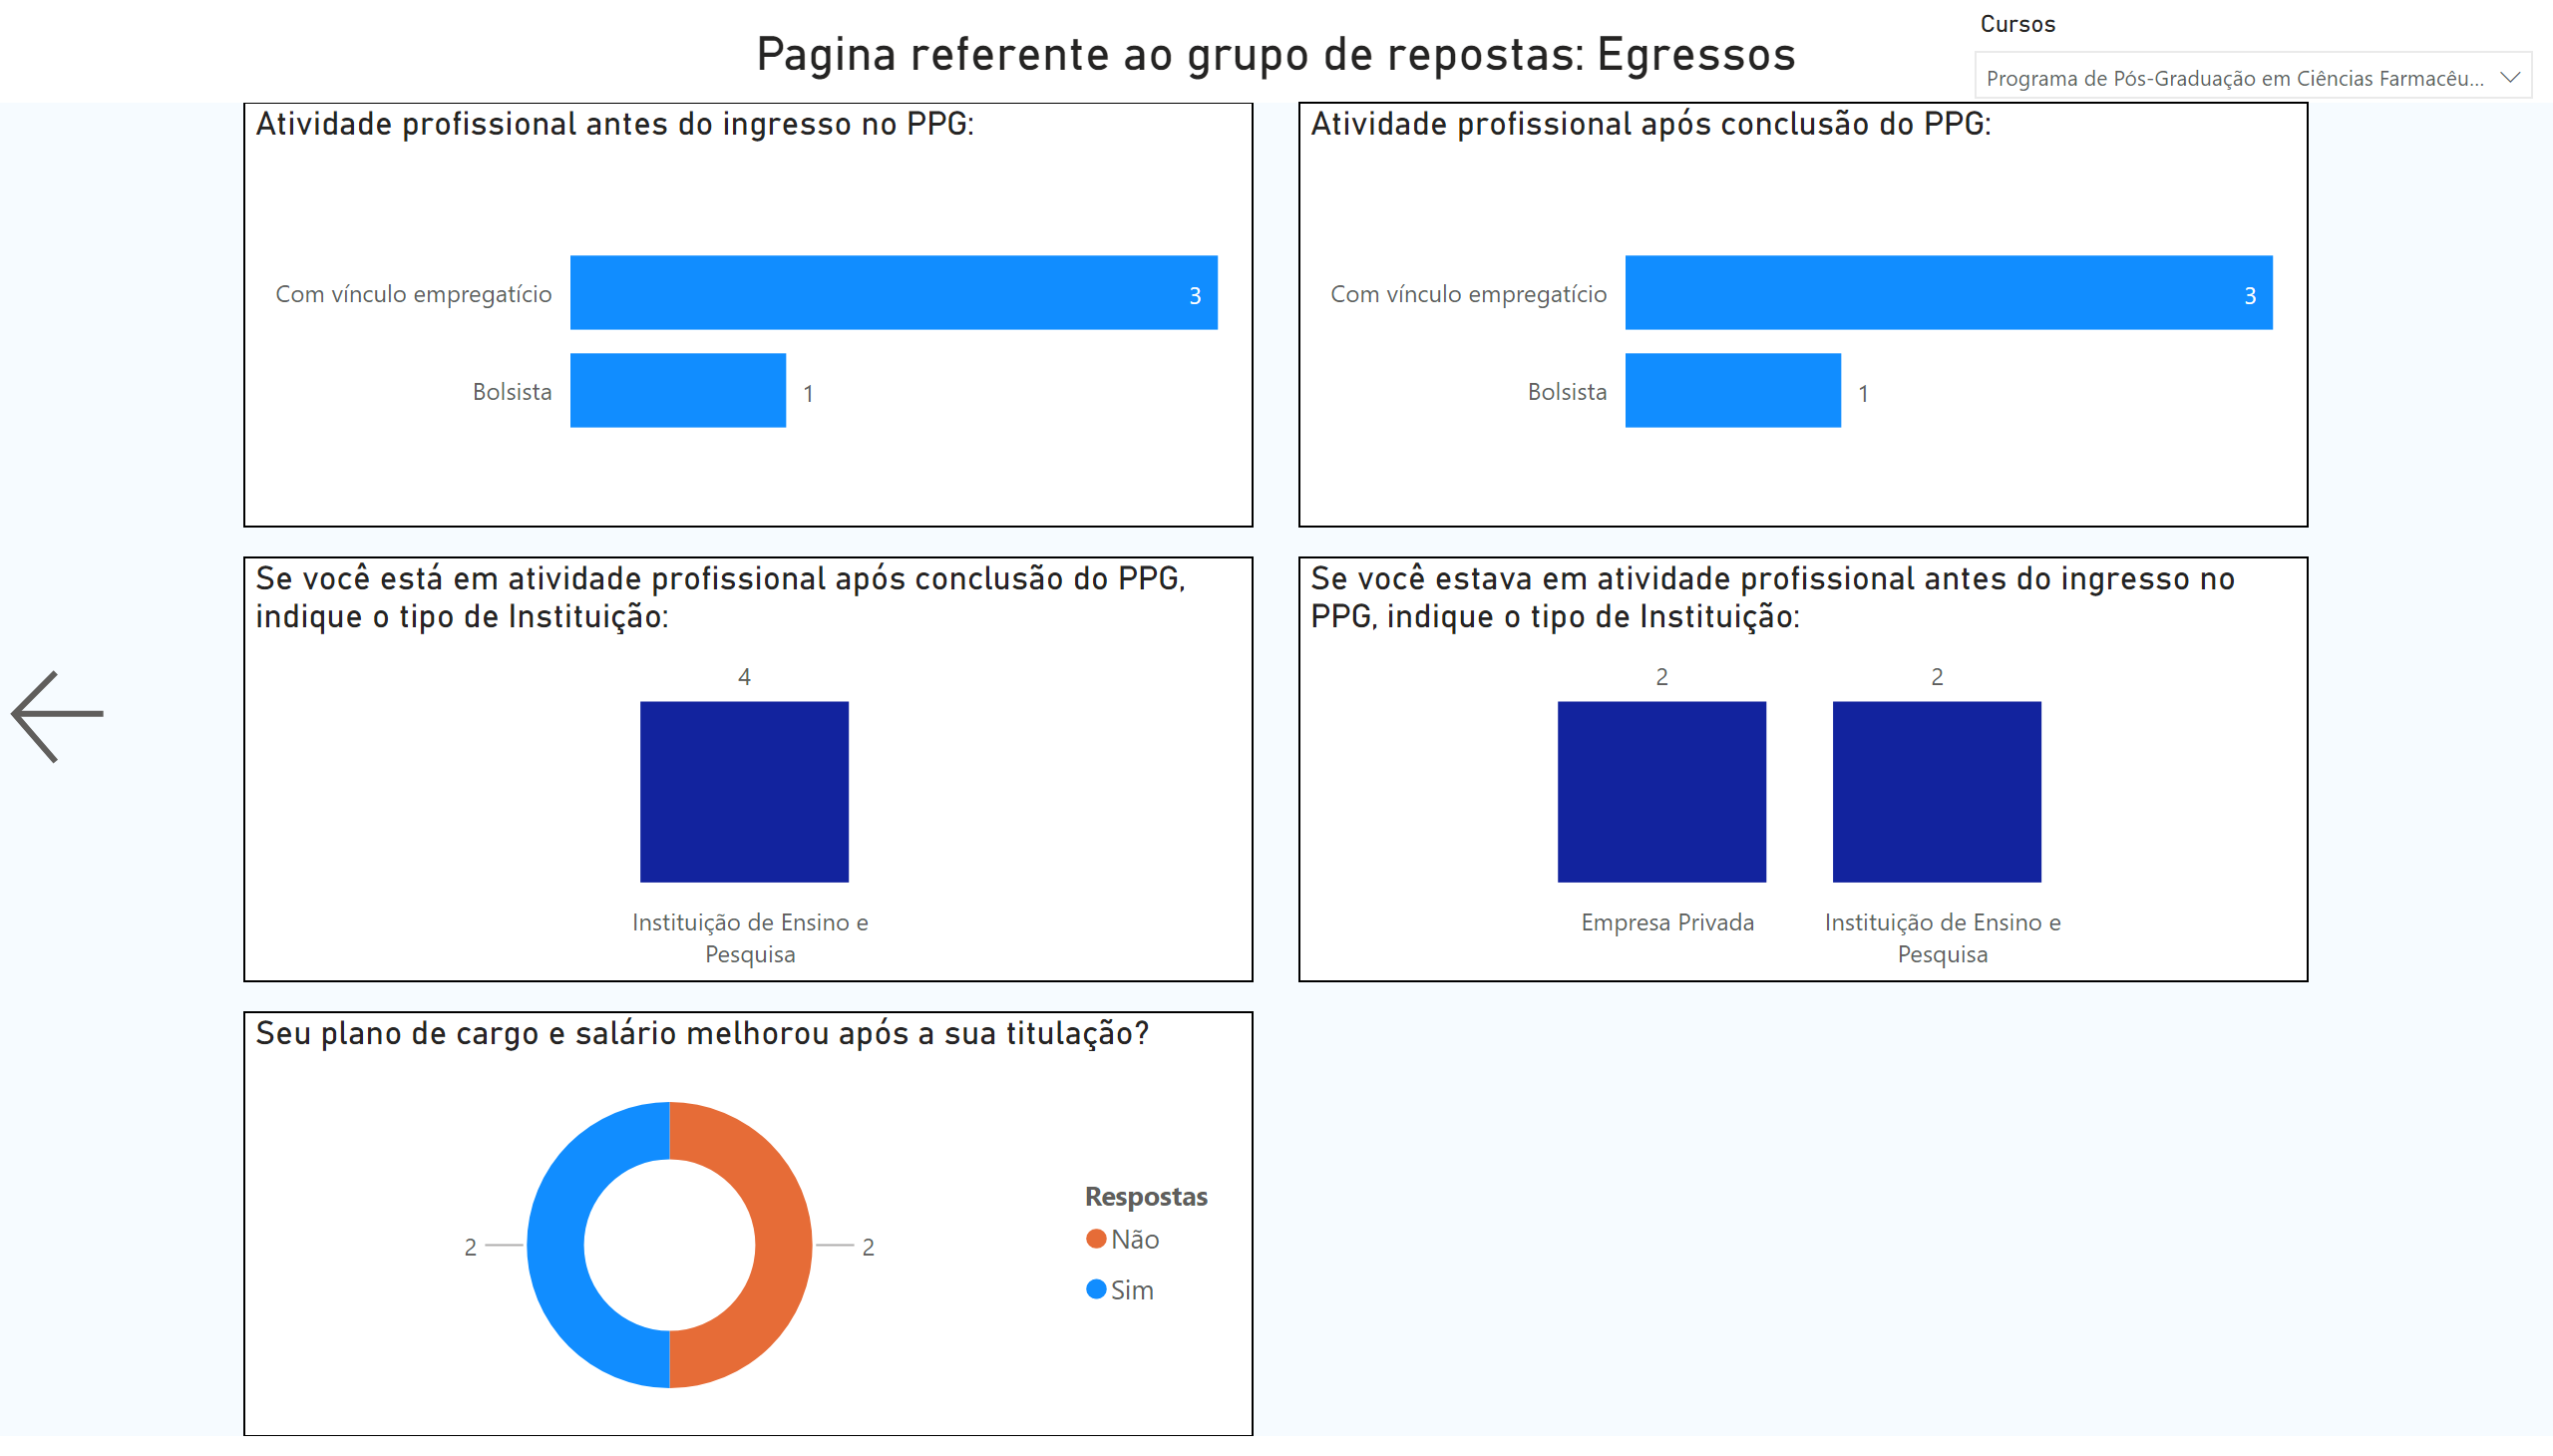 Pagina referente ao grupo de repostas: Egressos
Cursos
Programa de Pós-Graduação em Ciências Farmacêu...
Atividade profissional antes do ingresso no PPG:
Com vínculo empregatício
3
Bolsista
1
Atividade profissional após conclusão do PPG:
Com vínculo empregatício
3
Bolsista
1
Se você está em atividade profissional após conclusão do PPG,
indique o tipo de Instituição:
4
Instituição de Ensino e
Pesquisa
Se você estava em atividade profissional antes do ingresso no
PPG, indique o tipo de Instituição:
2
2
Empresa Privada
Instituição de Ensino e
Pesquisa
Seu plano de cargo e salário melhorou após a sua titulação?
2
2
Respostas
Não
Sim